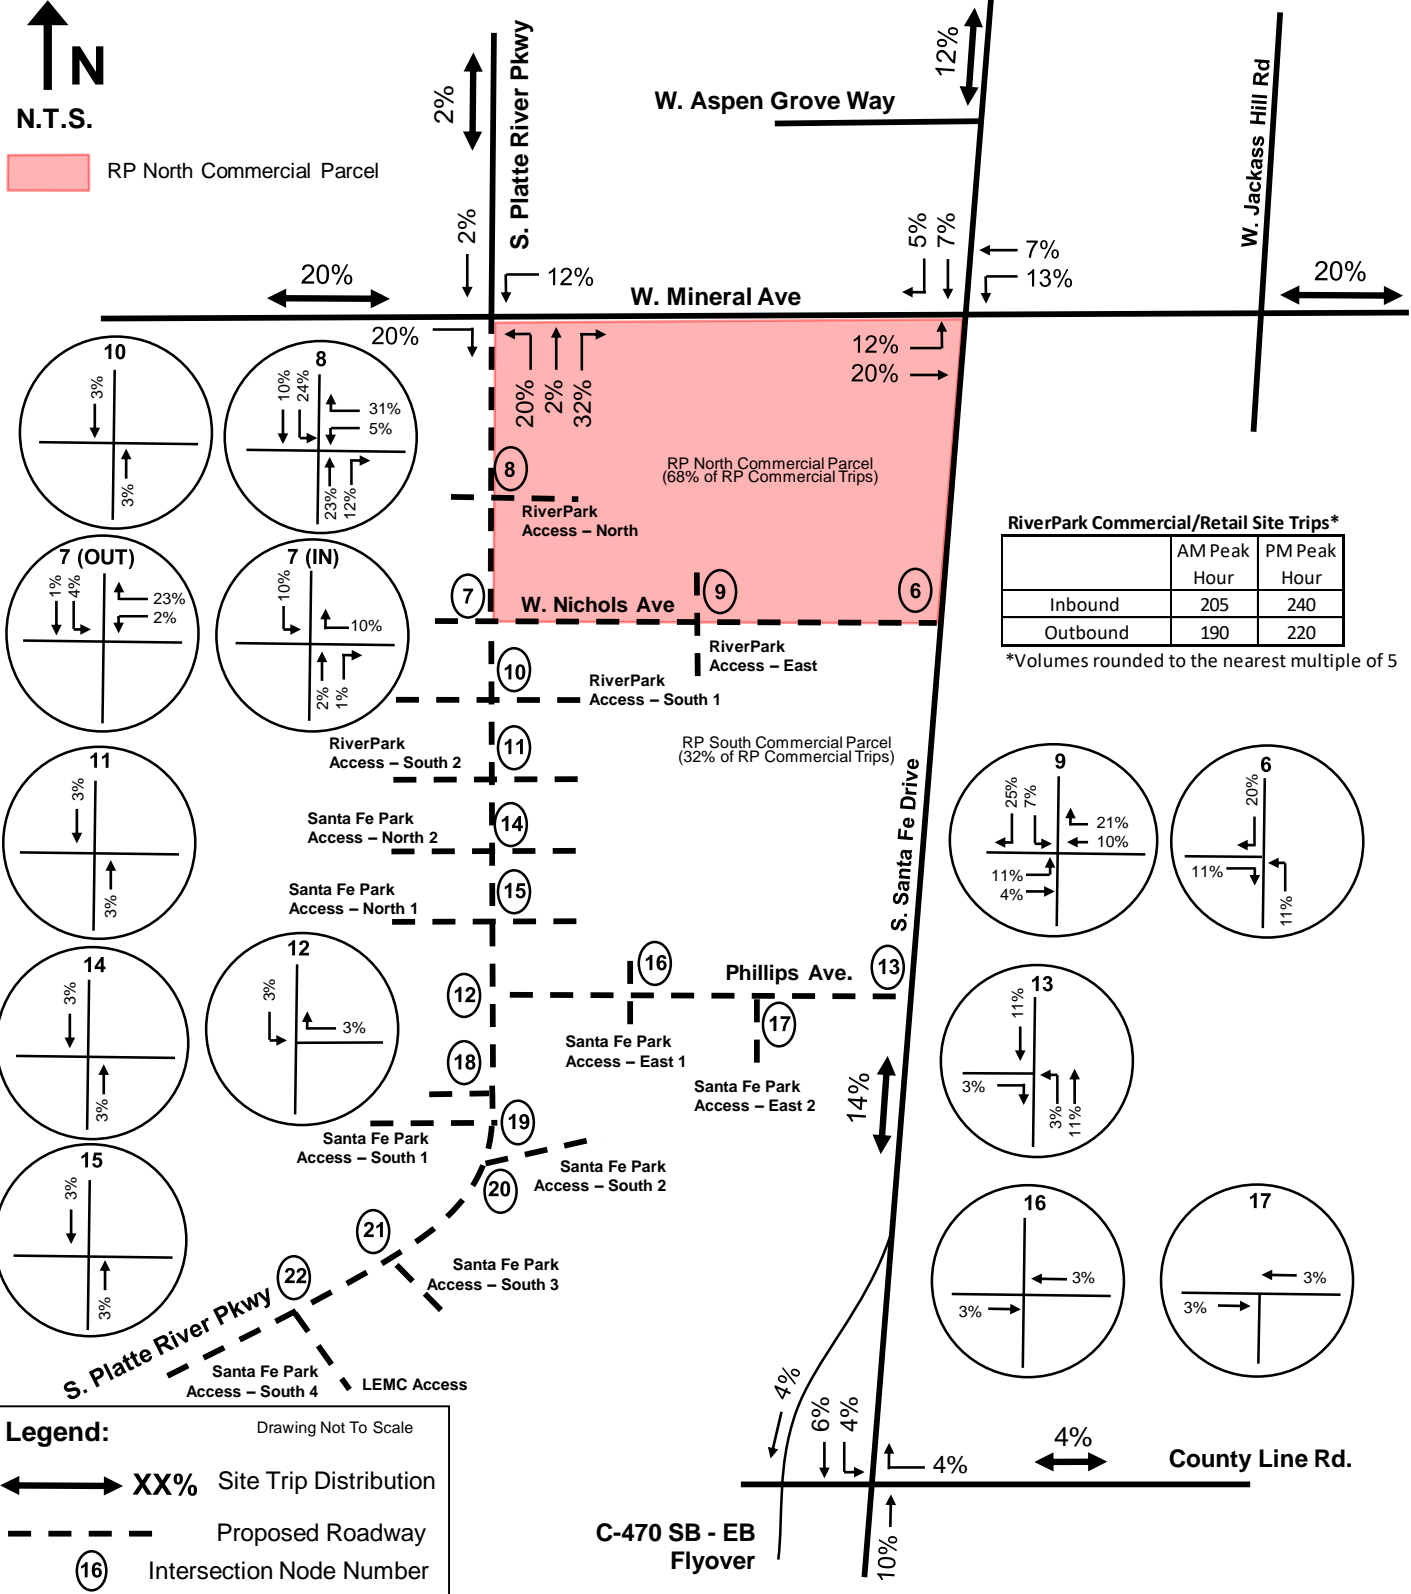 N
N.T.S.
RP North Commercial Parcel
2%
S. Platte River Pkwy
2%
12%
W. Aspen Grove Way
12%
W. Jackass Hill Rd
5%
7%
7%
13%
20%
20%
W. Mineral Ave
20%
20%
2%
32%
12%
20%
10
3%
3%
8
10%
24%
31%
5%
23%
12%
8
RP North Commercial Parcel
(68% of RP Commercial Trips)
RiverPark
Access – North
RiverPark Commercial/Retail Site Trips*
AM Peak
Hour
PM Peak
Hour
Inbound
205
240
Outbound
190
220
*Volumes rounded to the nearest multiple of 5
7 (OUT)
1%
4%
23%
2%
7 (IN)
10%
10%
2%
1%
7
W. Nichols Ave
9
6
RiverPark
Access – East
10
RiverPark
Access – South 1
11
RiverPark
Access – South 2
RP South Commercial Parcel
(32% of RP Commercial Trips)
S. Santa Fe Drive
11
3%
3%
Santa Fe Park
Access – North 2
14
Santa Fe Park
Access – North 1
15
9
25%
7%
21%
10%
11%
4%
6
20%
11%
11%
14
3%
3%
12
3%
3%
12
16
Phillips Ave.
13
17
Santa Fe Park
Access – East 1
Santa Fe Park
Access – East 2
13
11%
3%
3%
11%
18
14%
19
Santa Fe Park
Access – South 1
Santa Fe Park
Access – South 2
20
15
3%
3%
21
Santa Fe Park
Access – South 3
22
S. Platte River Pkwy
Santa Fe Park
Access – South 4
LEMC Access
16
3%
3%
17
3%
3%
4%
6%
4%
4%
4%
County Line Rd.
10%
C-470 SB - EB
Flyover
Legend:
Drawing Not To Scale
XX%
Site Trip Distribution
Proposed Roadway
16
Intersection Node Number